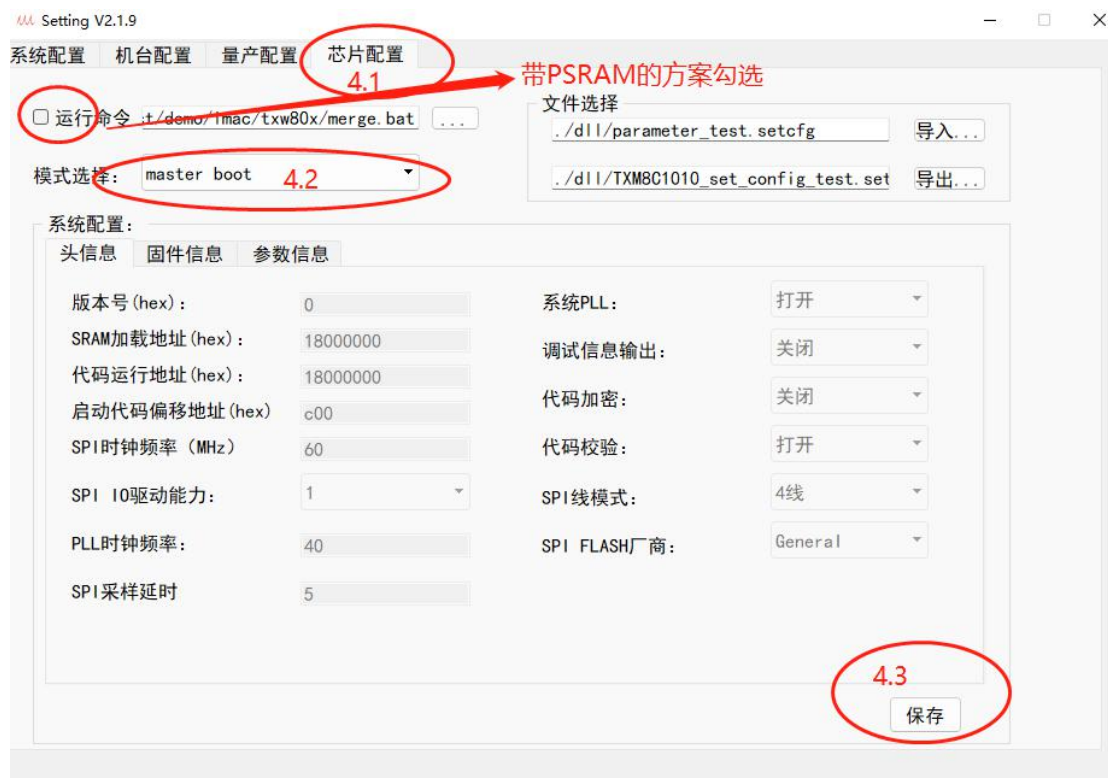 Setting V2.1.9
系统配置 机台配置 量产配置 芯片配置
4.1
带PSRAM的方案勾选
运行命令 :t/demo/lmac/txw80x/merge.bat ...
文件选择
./dll/parameter_test.setcfg 导入...
模式选择: master boot 4.2
./dll/TXM8C1010_set_config_test.set 导出...
系统配置:
头信息 固件信息 参数信息
版本号(hex): 0
系统PLL: 打开
SRAM加载地址(hex): 18000000
调试信息输出: 关闭
代码运行地址(hex): 18000000
代码加密: 关闭
启动代码偏移地址(hex) c00
SPI时钟频率（MHz） 60
代码校验: 打开
SPI IO驱动能力: 1
SPI线模式: 4线
PLL时钟频率: 40
SPI FLASH厂商: General
SPI采样延时 5
4.3
保存